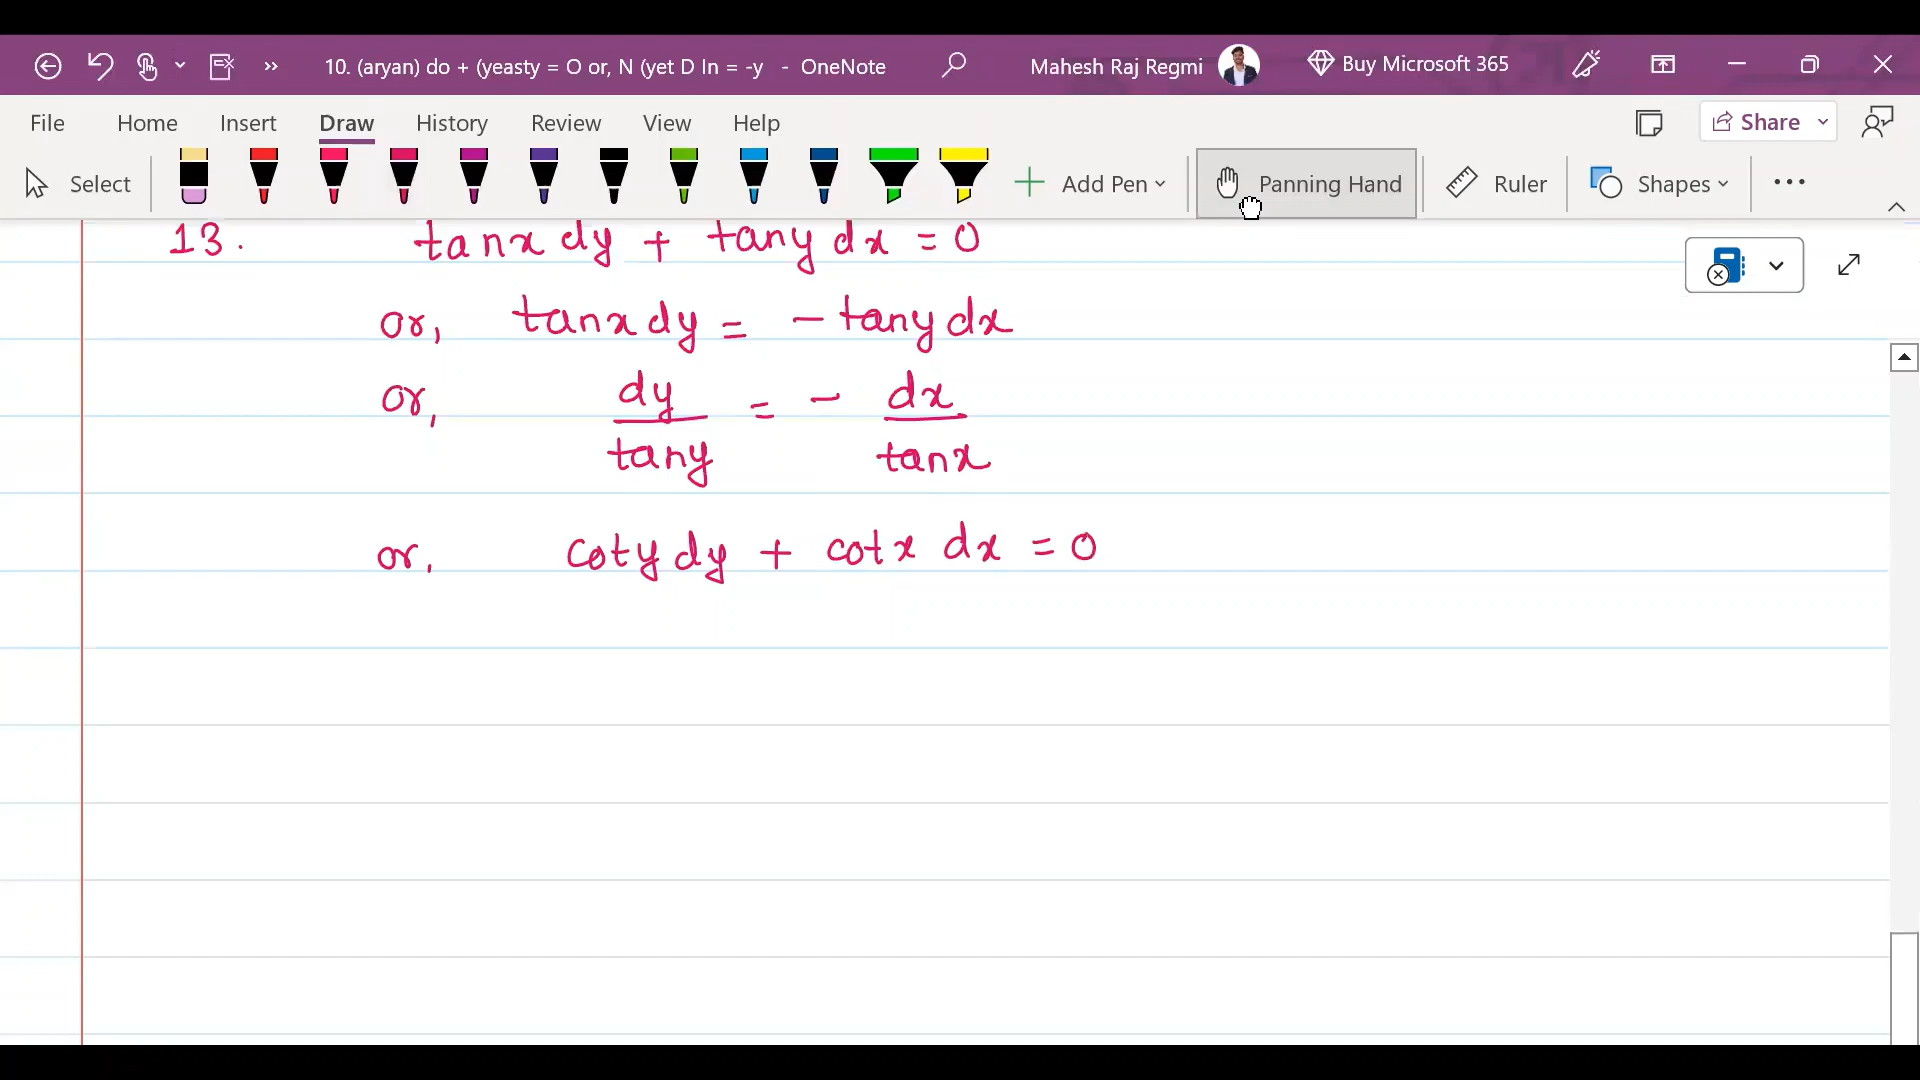 10. (aryan) do + (yeasty = O or, N (yet D In = -y - OneNote Mahesh Raj Regmi Buy Microsoft 365
File Home Insert Draw History Review View Help Share
Select Add Pen Panning Hand Ruler Shapes
13. tanx dy + tany dx = 0
or, tanx dy = - tany dx
or, dy/tany = - dx/tanx
or, coty dy + cotx dx = 0